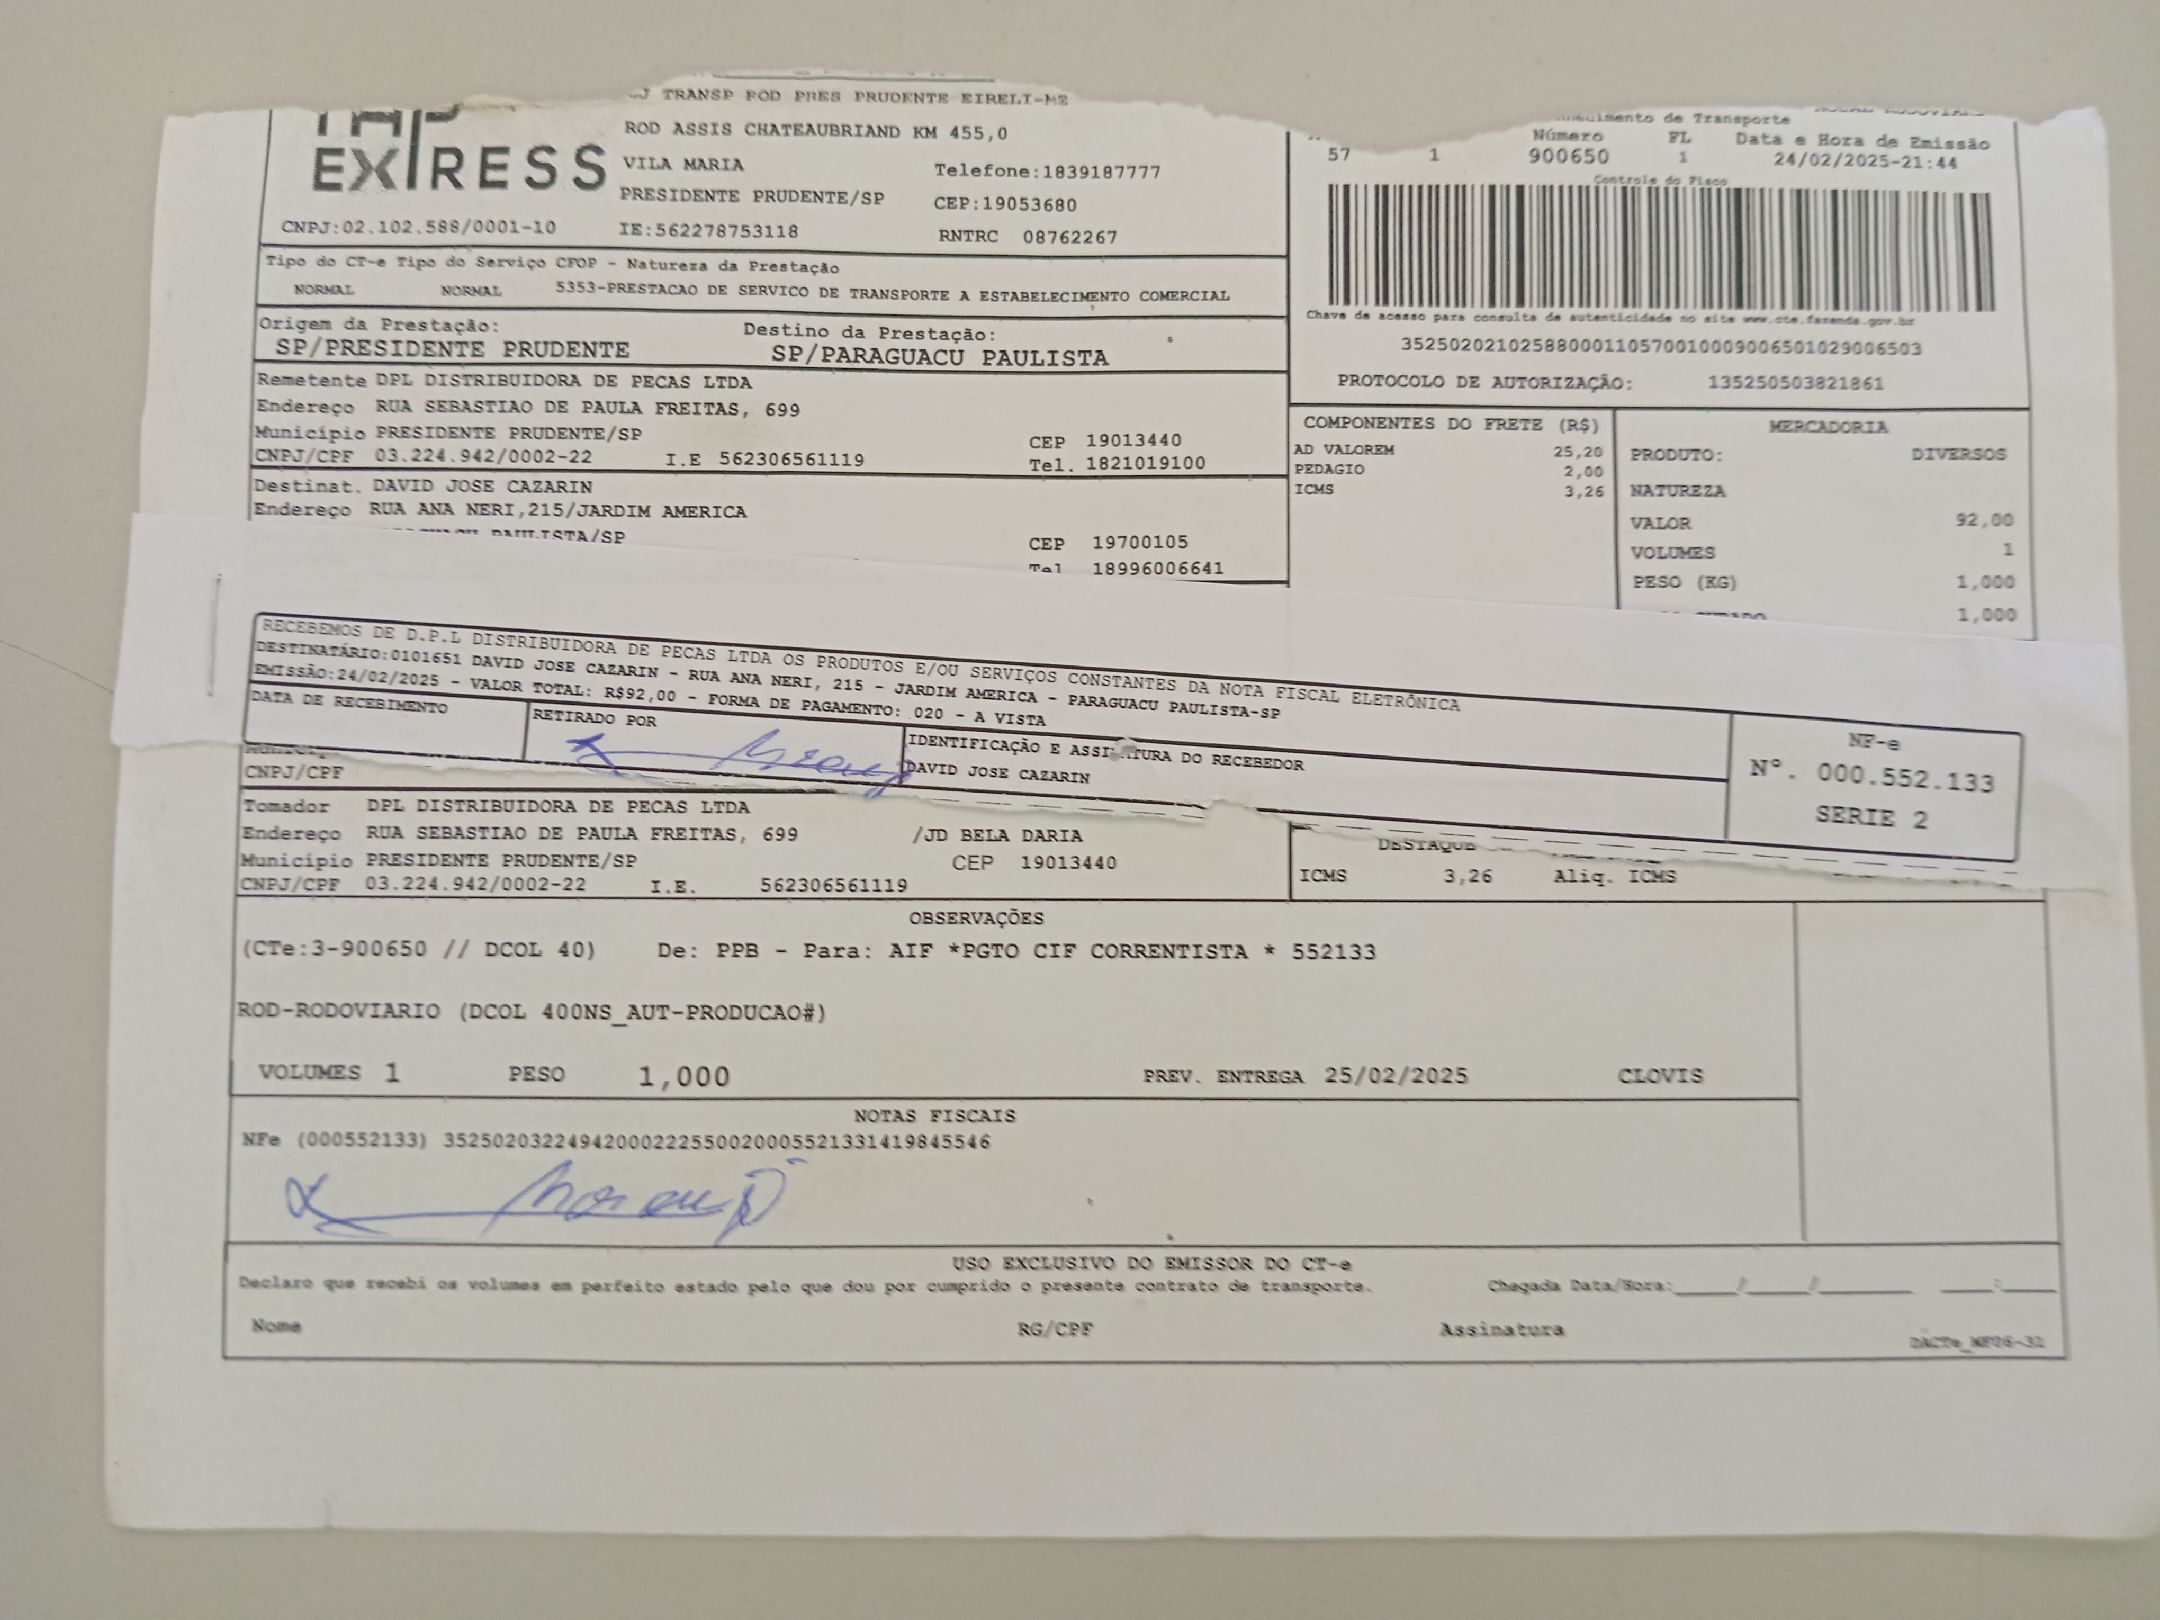 EXPRESS
TRANSP ROD PRES PRUDENTE EIRELI-ME
ROD ASSIS CHATEAUBRIAND KM 455,0
VILA MARIA
Telefone:1839187777
PRESIDENTE PRUDENTE/SP
CEP:19053680
CNPJ:02.102.588/0001-10
IE:562278753118
RNTRC 08762267
de Transporte
Número FL Data e Hora de Emissão
57 1 900650 1 24/02/2025-21:44
Controle do Fisco
Chave de acesso para consulta de autenticidade no site www.cte.fazenda.gov.br
35250202102588000110570010009006501029006503
PROTOCOLO DE AUTORIZAÇÃO: 135250503821861
Tipo do CT-e Tipo do Serviço CFOP - Natureza da Prestação
NORMAL NORMAL 5353-PRESTACAO DE SERVICO DE TRANSPORTE A ESTABELECIMENTO COMERCIAL
Origem da Prestação: Destino da Prestação:
SP/PRESIDENTE PRUDENTE SP/PARAGUACU PAULISTA
Remetente DPL DISTRIBUIDORA DE PECAS LTDA
Endereço RUA SEBASTIAO DE PAULA FREITAS, 699
Município PRESIDENTE PRUDENTE/SP CEP 19013440
CNPJ/CPF 03.224.942/0002-22 I.E 562306561119 Tel. 1821019100
Destinat. DAVID JOSE CAZARIN
Endereço RUA ANA NERI,215/JARDIM AMERICA
PAULISTA/SP CEP 19700105
Tel 18996006641
COMPONENTES DO FRETE (R$)
AD VALOREM 25,20
PEDAGIO 2,00
ICMS 3,26
MERCADORIA
PRODUTO: DIVERSOS
NATUREZA
VALOR 92,00
VOLUMES 1
PESO (KG) 1,000
1,000
RECEBEMOS DE D.P.L DISTRIBUIDORA DE PECAS LTDA OS PRODUTOS E/OU SERVIÇOS CONSTANTES DA NOTA FISCAL ELETRÔNICA
DESTINATÁRIO:0101651 DAVID JOSE CAZARIN - RUA ANA NERI, 215 - JARDIM AMERICA - PARAGUACU PAULISTA-SP
EMISSÃO:24/02/2025 - VALOR TOTAL: R$92,00 - FORMA DE PAGAMENTO: 020 - A VISTA
DATA DE RECEBIMENTO
RETIRADO POR
IDENTIFICAÇÃO E ASSINATURA DO RECEBEDOR
DAVID JOSE CAZARIN
NF-e
Nº. 000.552.133
SERIE 2
CNPJ/CPF
Tomador DPL DISTRIBUIDORA DE PECAS LTDA
Endereço RUA SEBASTIAO DE PAULA FREITAS, 699 /JD BELA DARIA
Município PRESIDENTE PRUDENTE/SP CEP 19013440
CNPJ/CPF 03.224.942/0002-22 I.E. 562306561119
DESTAQUE
ICMS 3,26 Aliq. ICMS
OBSERVAÇÕES
(CTe:3-900650 // DCOL 40) De: PPB - Para: AIF *PGTO CIF CORRENTISTA * 552133
ROD-RODOVIARIO (DCOL 400NS_AUT-PRODUCAO#)
VOLUMES 1 PESO 1,000 PREV. ENTREGA 25/02/2025 CLOVIS
NOTAS FISCAIS
NFe (000552133) 35250203224942000222550020005521331419845546
USO EXCLUSIVO DO EMISSOR DO CT-e
Declaro que recebi os volumes em perfeito estado pelo que dou por cumprido o presente contrato de transporte. Chegada Data/Hora:_____/_____/_______ ____:____
Nome RG/CPF Assinatura